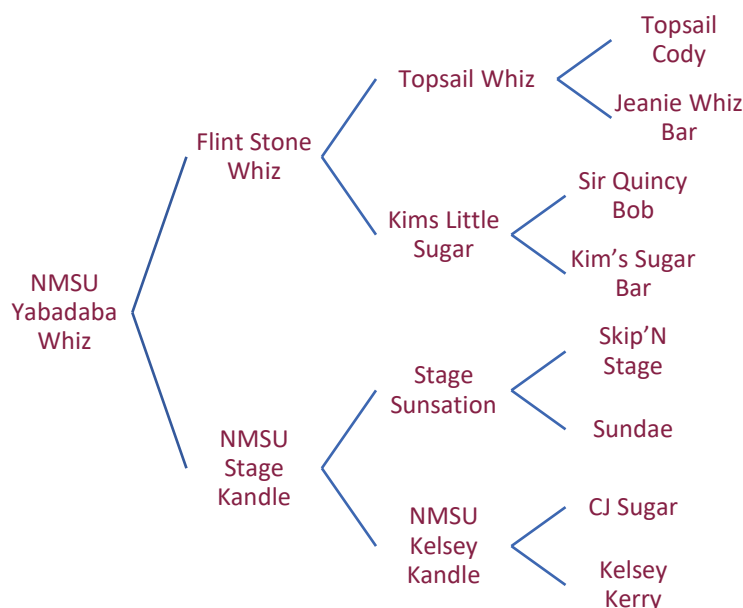 Topsail
Cody
Topsail Whiz
Jeanie Whiz
Bar
Flint Stone
Whiz
Sir Quincy
Bob
Kims Little
Sugar
Kim’s Sugar
Bar
NMSU
Yabadaba
Whiz
Skip’N
Stage
Stage
Sunsation
Sundae
NMSU
Stage
Kandle
CJ Sugar
NMSU
Kelsey
Kandle
Kelsey
Kerry